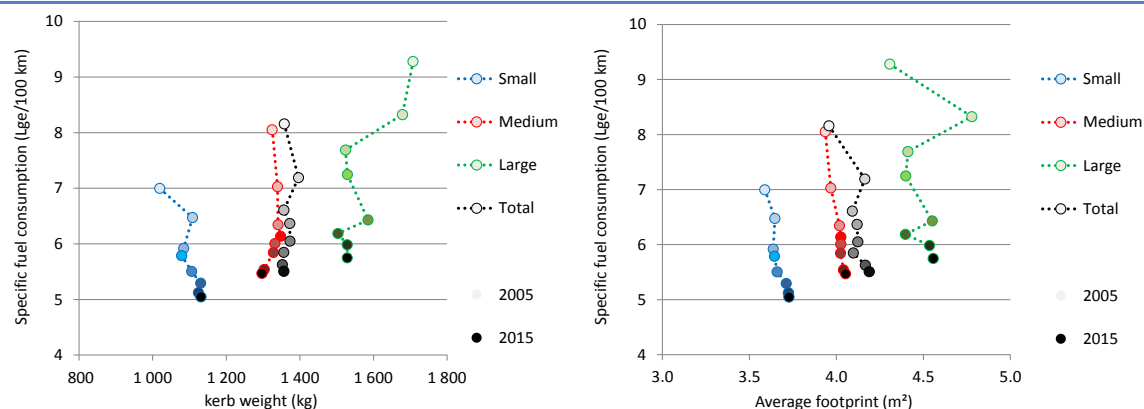 Specific fuel consumption (Lge/100 km)
10
9
8
7
6
5
4
800
1 000
1 200
1 400
1 600
1 800
kerb weight (kg)
Small
Medium
Large
Total
2005
2015
Specific fuel consumption (Lge/100 km)
10
9
8
7
6
5
4
3.0
3.5
4.0
4.5
5.0
Average footprint (m²)
Small
Medium
Large
Total
2005
2015